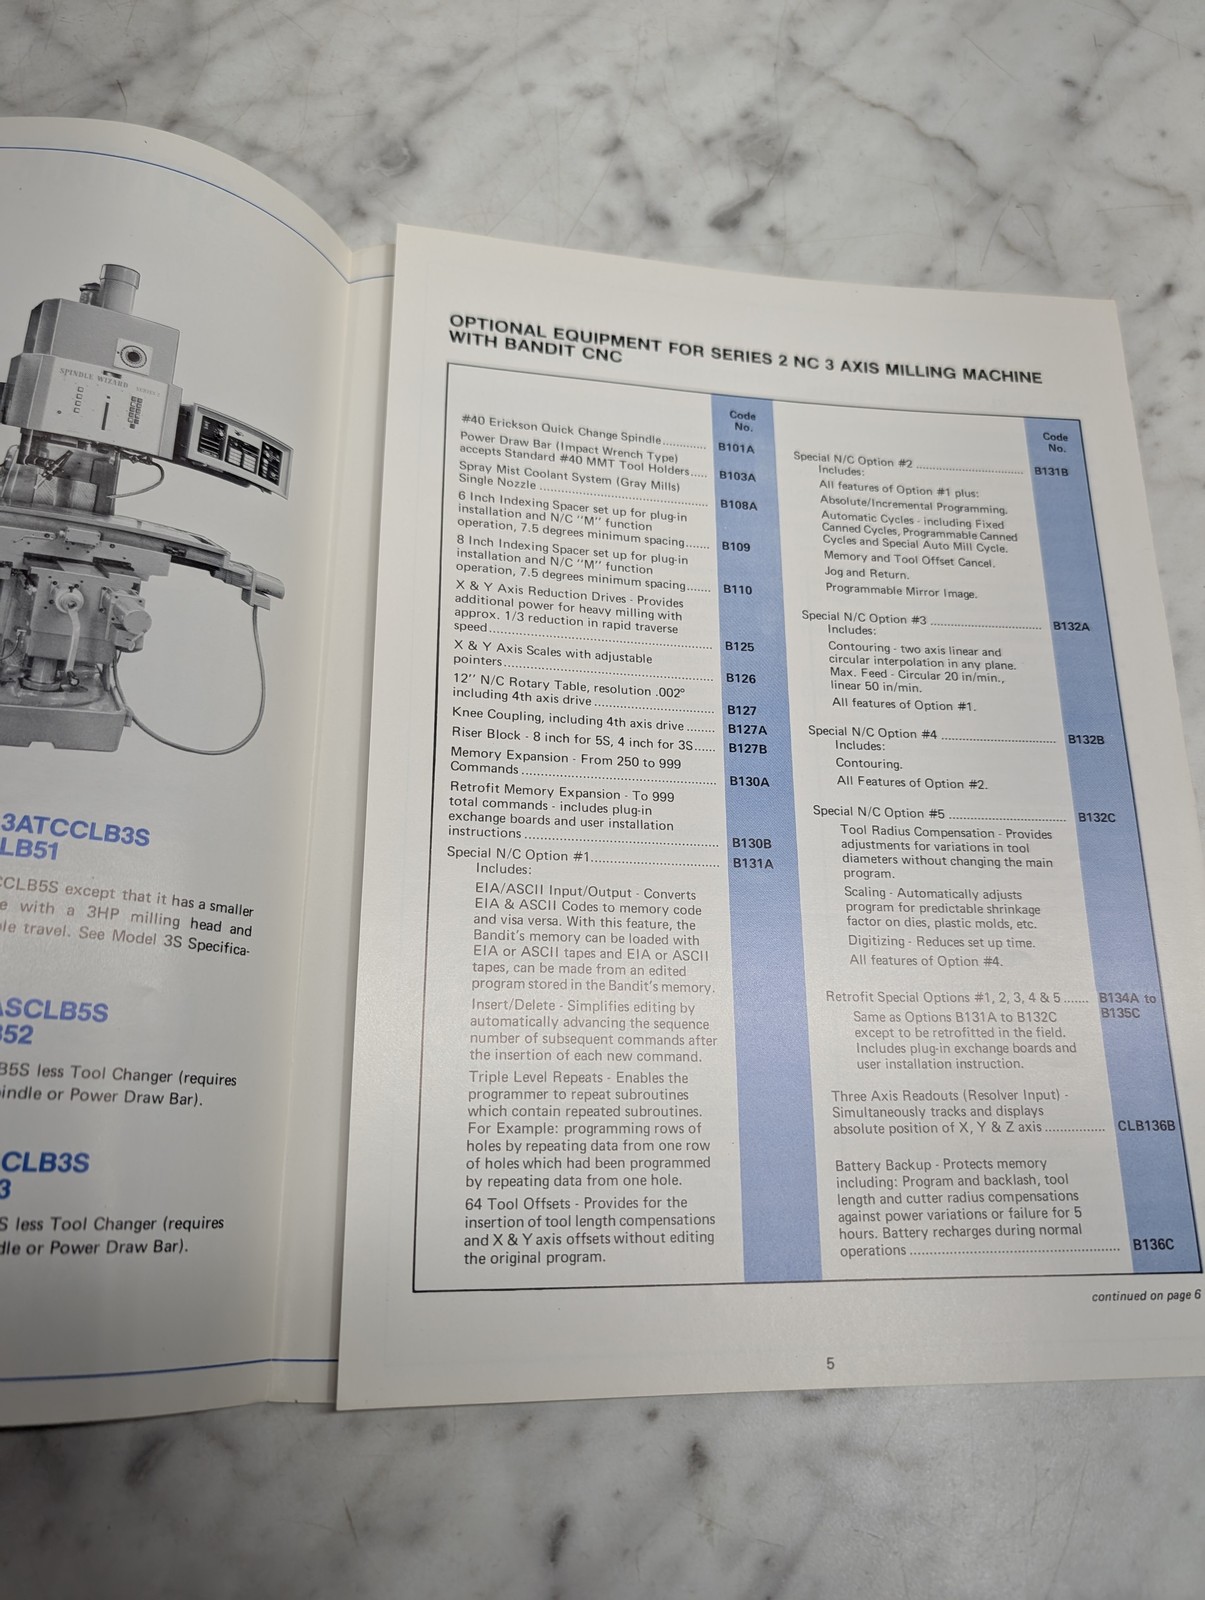 SPINDLE WIZARD
3ATCCLB3S
LB51
CCLB5S except that it has a smaller
with a 3HP milling head and
travel. See Model 3S Specifica-
ASCLB5S
B52
B5S less Tool Changer (requires
Spindle or Power Draw Bar).
CCLB3S
3
S less Tool Changer (requires
or Power Draw Bar).
OPTIONAL EQUIPMENT FOR SERIES 2 NC 3 AXIS MILLING MACHINE
WITH BANDIT CNC
Code
No.
#40 Erickson Quick Change Spindle............ B101A
Power Draw Bar (Impact Wrench Type)
accepts Standard #40 MMT Tool Holders..... B103A
Spray Mist Coolant System (Gray Mills)
Single Nozzle ............................................. B108A
6 Inch Indexing Spacer set up for plug-in
installation and N/C "M" function
operation, 7.5 degrees minimum spacing....... B109
8 Inch Indexing Spacer set up for plug-in
installation and N/C "M" function
operation, 7.5 degrees minimum spacing....... B110
X & Y Axis Reduction Drives - Provides
additional power for heavy milling with
approx. 1/3 reduction in rapid traverse
speed............................................................ B125
X & Y Axis Scales with adjustable
pointers......................................................... B126
12" N/C Rotary Table, resolution .002º
including 4th axis drive ................................ B127
Knee Coupling, including 4th axis drive ........ B127A
Riser Block - 8 inch for 5S, 4 inch for 3S...... B127B
Memory Expansion - From 250 to 999
Commands .................................................... B130A
Retrofit Memory Expansion - To 999
total commands - includes plug-in
exchange boards and user installation
instructions .................................................... B130B
Special N/C Option #1................................... B131A
Includes:
EIA/ASCII Input/Output - Converts
EIA & ASCII Codes to memory code
and visa versa. With this feature, the
Bandit's memory can be loaded with
EIA or ASCII tapes and EIA or ASCII
tapes, can be made from an edited
program stored in the Bandit's memory.
Insert/Delete - Simplifies editing by
automatically advancing the sequence
number of subsequent commands after
the insertion of each new command.
Triple Level Repeats - Enables the
programmer to repeat subroutines
which contain repeated subroutines.
For Example: programming rows of
holes by repeating data from one row
of holes which had been programmed
by repeating data from one hole.
64 Tool Offsets - Provides for the
insertion of tool length compensations
and X & Y axis offsets without editing
the original program.
Code
No.
Special N/C Option #2 ............................. B131B
Includes:
All features of Option #1 plus:
Absolute/Incremental Programming.
Automatic Cycles - including Fixed
Canned Cycles, Programmable Canned
Cycles and Special Auto Mill Cycle.
Memory and Tool Offset Cancel.
Jog and Return.
Programmable Mirror Image.
Special N/C Option #3 ............................. B132A
Includes:
Contouring - two axis linear and
circular interpolation in any plane.
Max. Feed - Circular 20 in/min.,
linear 50 in/min.
All features of Option #1.
Special N/C Option #4 ............................. B132B
Includes:
Contouring.
All Features of Option #2.
Special N/C Option #5 ............................. B132C
Tool Radius Compensation - Provides
adjustments for variations in tool
diameters without changing the main
program.
Scaling - Automatically adjusts
program for predictable shrinkage
factor on dies, plastic molds, etc.
Digitizing - Reduces set up time.
All features of Option #4.
Retrofit Special Options #1, 2, 3, 4 & 5 ....... B134A to
B135C
Same as Options B131A to B132C
except to be retrofitted in the field.
Includes plug-in exchange boards and
user installation instruction.
Three Axis Readouts (Resolver Input) -
Simultaneously tracks and displays
absolute position of X, Y & Z axis ................ CLB136B
Battery Backup - Protects memory
including: Program and backlash, tool
length and cutter radius compensations
against power variations or failure for 5
hours. Battery recharges during normal
operations ..................................................... B136C
continued on page 6
5